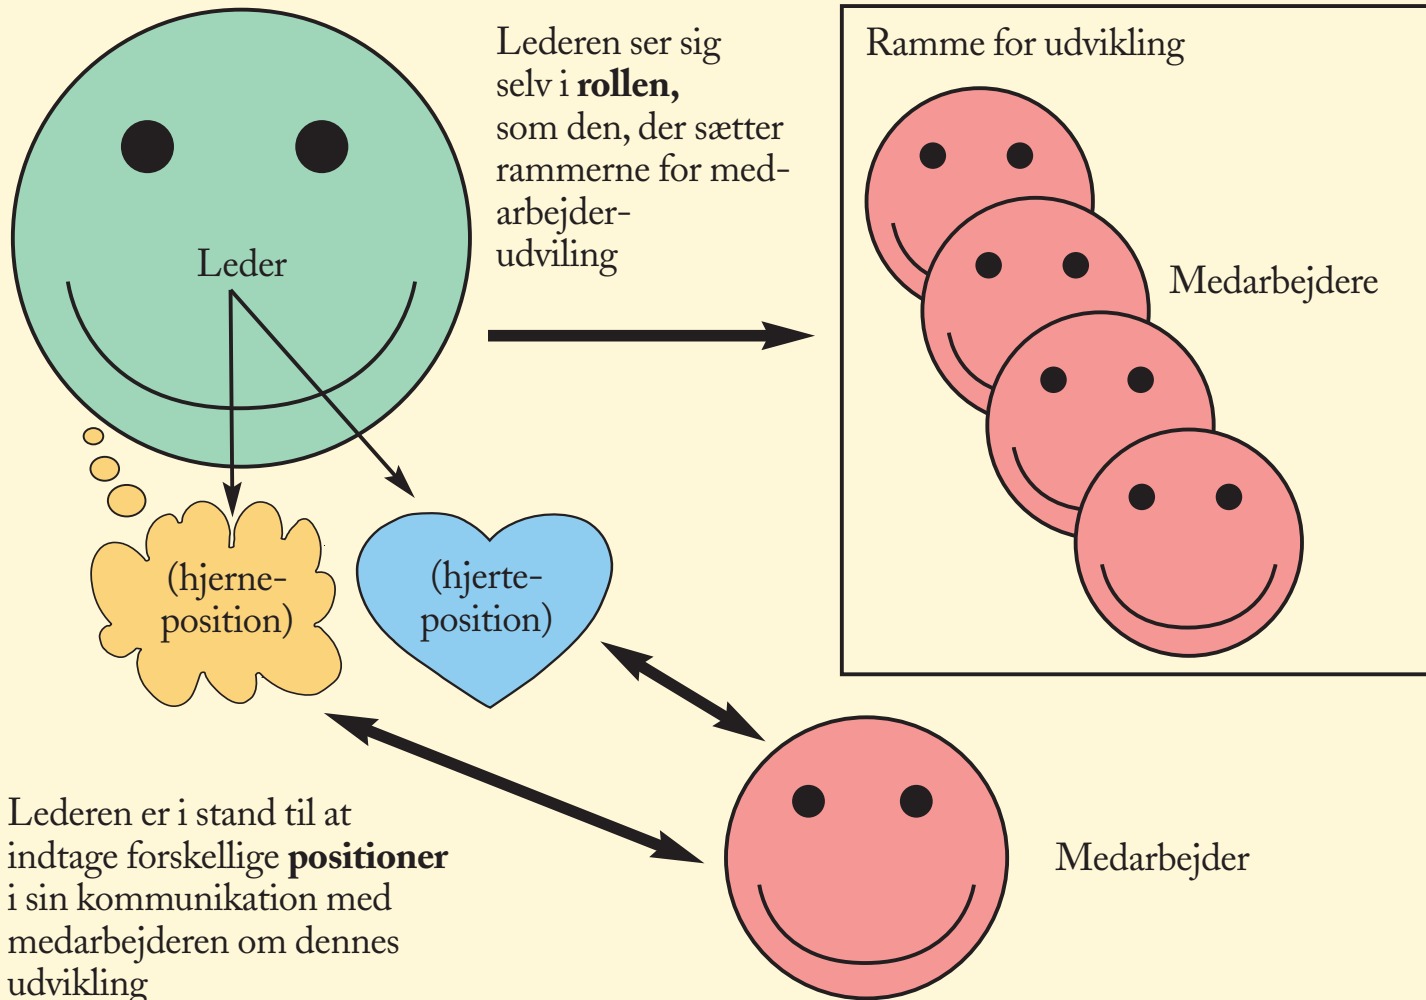 Lederen ser sig
selv i rollen,
som den, der sætter
rammerne for med-
arbejder-
udviling
Ramme for udvikling
Leder
Medarbejdere
(hjerne-
position)
(hjerte-
position)
Lederen er i stand til at
indtage forskellige positioner
i sin kommunikation med
medarbejderen om dennes
udvikling
Medarbejder